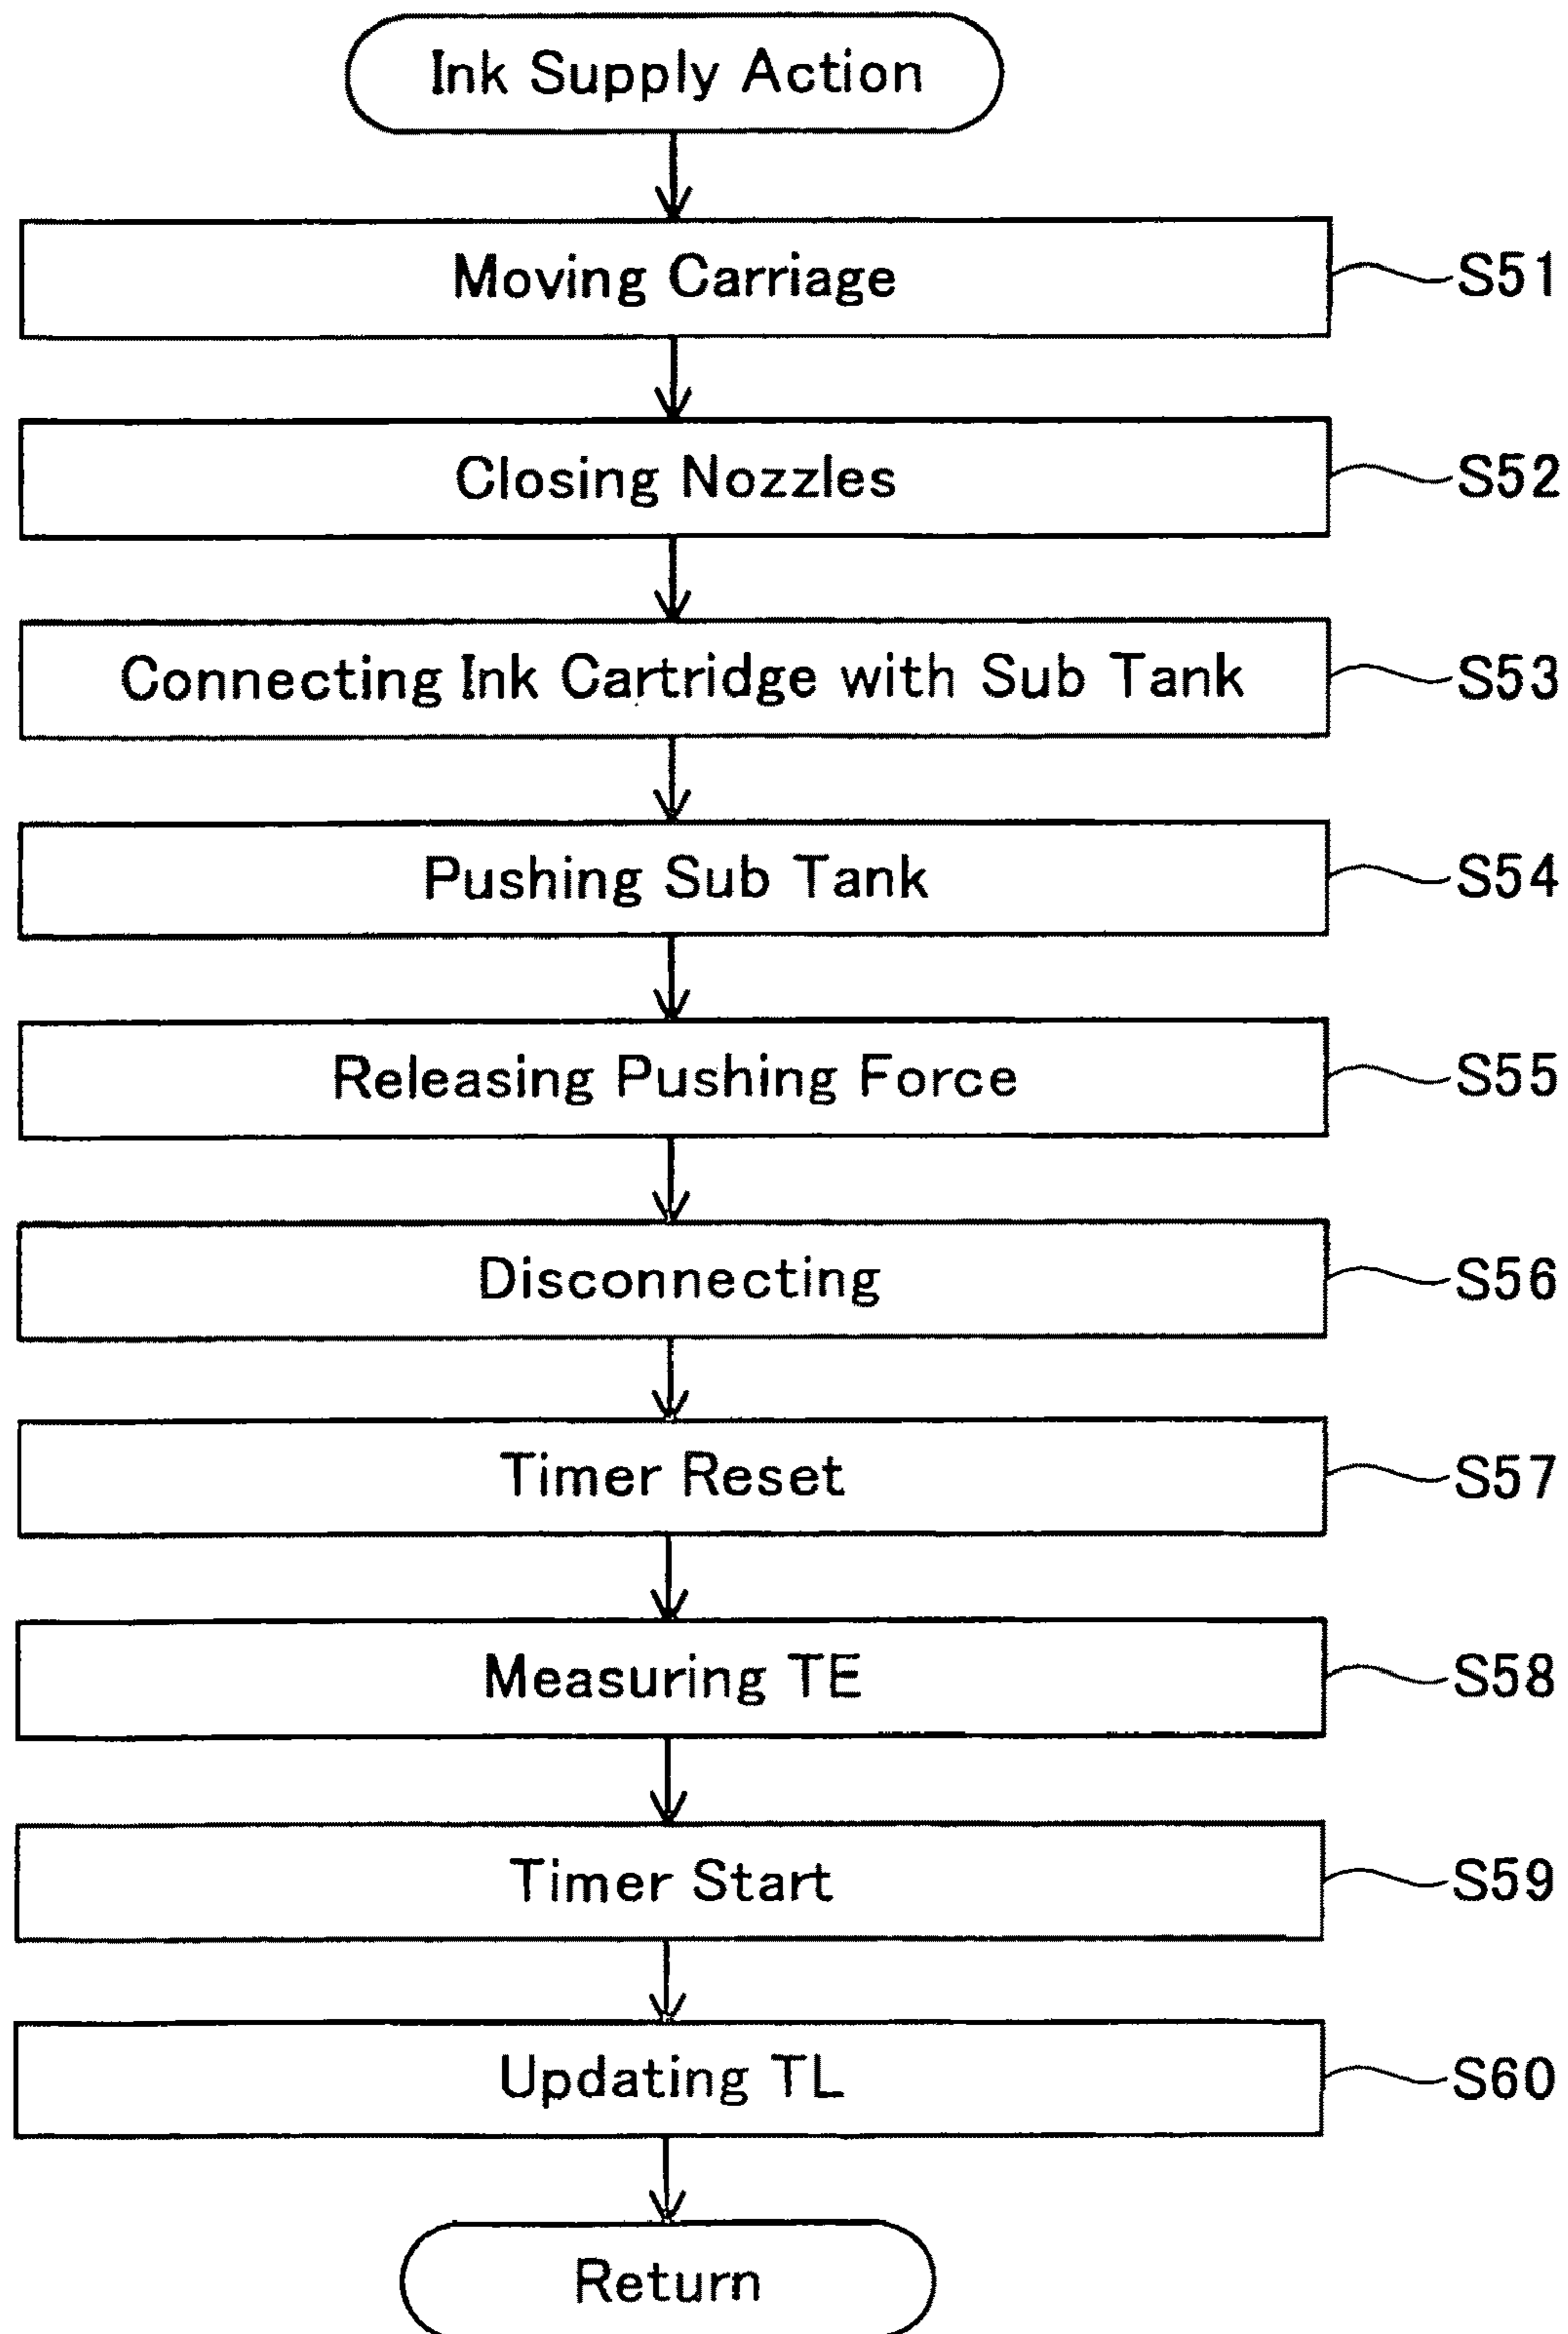 Ink Supply Action
Moving Carriage S51
Closing Nozzles S52
Connecting Ink Cartridge with Sub Tank S53
Pushing Sub Tank S54
Releasing Pushing Force S55
Disconnecting S56
Timer Reset S57
Measuring TE S58
Timer Start S59
Updating TL S60
Return